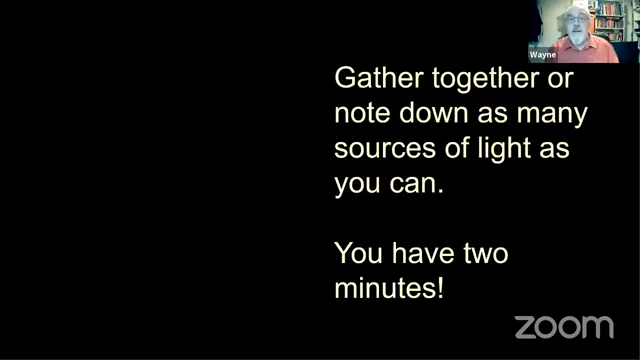 Wayne
Gather together or
note down as many
sources of light as
you can.
You have two
minutes!
zoom